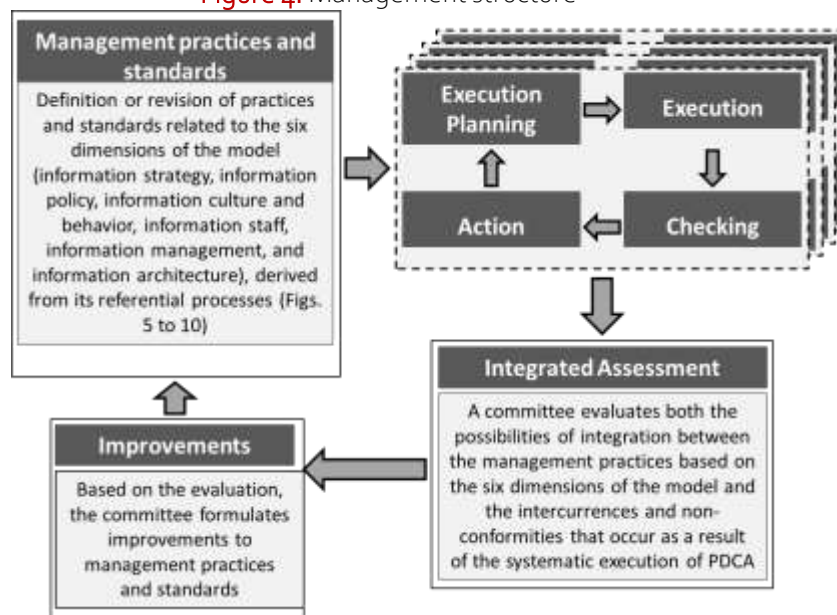 Figure 4. Management structure
Management practices and
standards
Definition or revision of practices
and standards related to the six
dimensions of the model
(information strategy, information
policy, information culture and
behavior, information staff,
information management, and
information architecture), derived
from its referential processes (Figs.
5 to 10)
Execution
Planning
Execution
Action
Checking
Integrated Assessment
A committee evaluates both the
possibilities of integration between
the management practices based on
the six dimensions of the model and
the intercurrences and non-
conformities that occur as a result
of the systematic execution of PDCA
Improvements
Based on the evaluation,
the committee formulates
improvements to
management practices
and standards